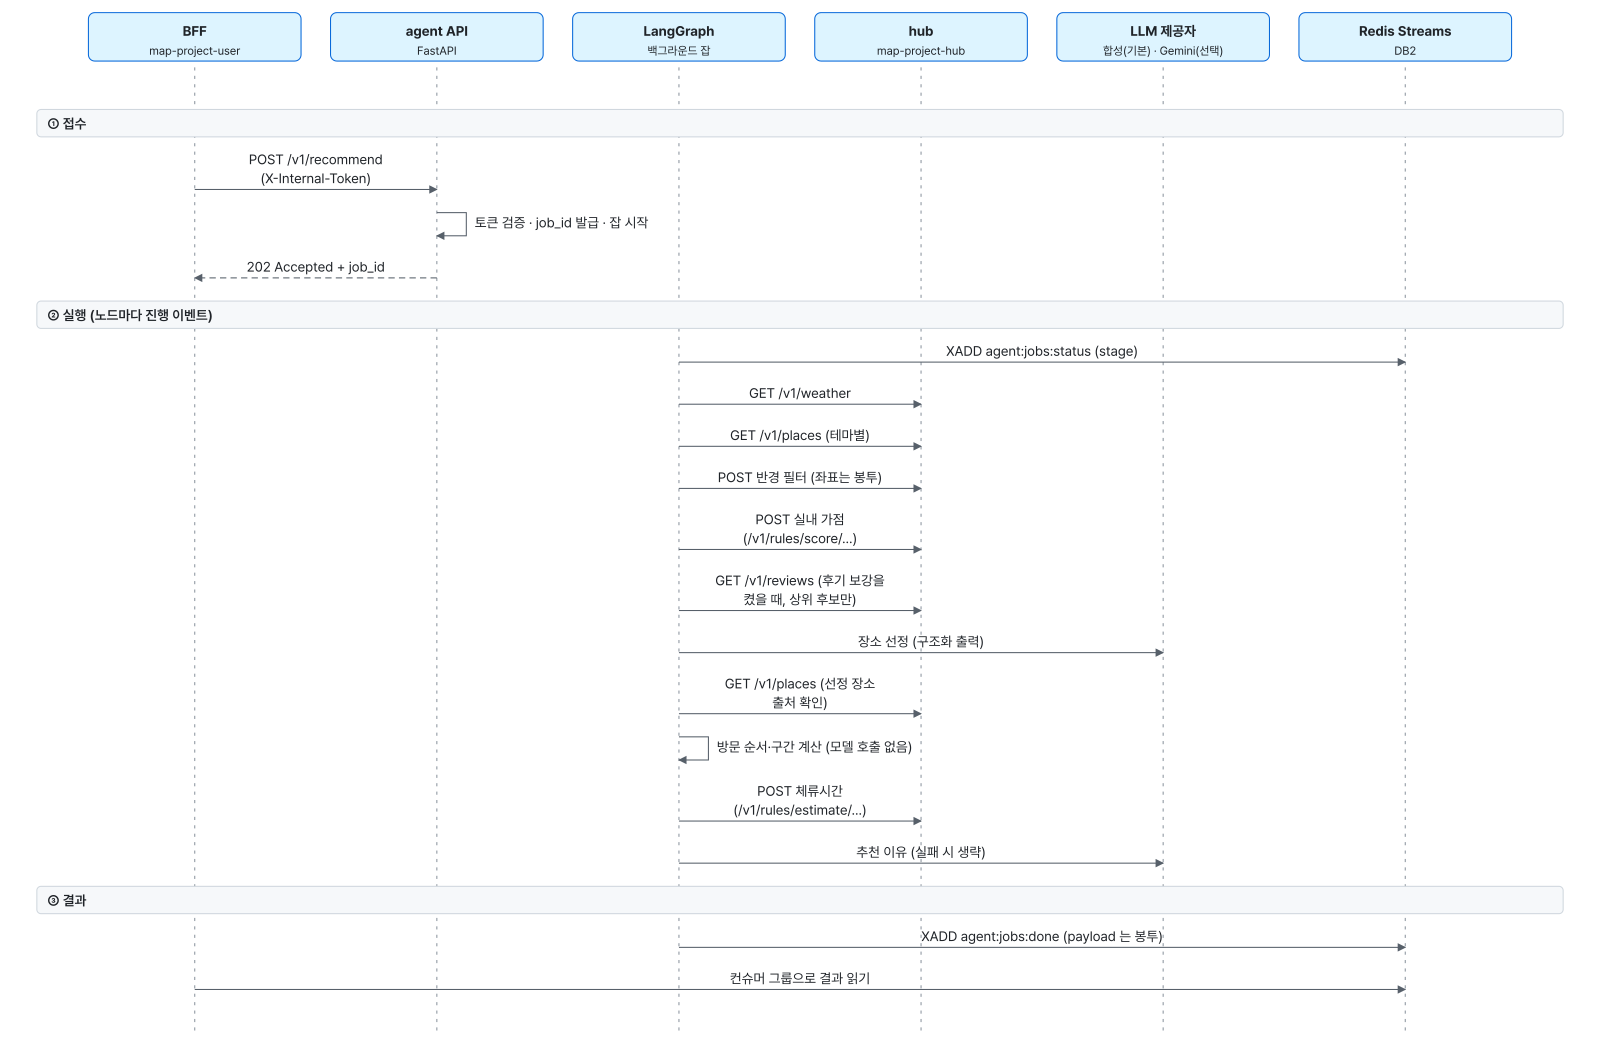 BFF
map-project-user
agent API
FastAPI
LangGraph
백그라운드 잡
hub
map-project-hub
LLM 제공자
합성(기본) · Gemini(선택)
Redis Streams
DB2
① 접수
POST /v1/recommend
(X-Internal-Token)
토큰 검증 · job_id 발급 · 잡 시작
202 Accepted + job_id
② 실행 (노드마다 진행 이벤트)
XADD agent:jobs:status (stage)
GET /v1/weather
GET /v1/places (테마별)
POST 반경 필터 (좌표는 봉투)
POST 실내 가점
(/v1/rules/score/...)
GET /v1/reviews (후기 보강을
켰을 때, 상위 후보만)
장소 선정 (구조화 출력)
GET /v1/places (선정 장소
출처 확인)
방문 순서·구간 계산 (모델 호출 없음)
POST 체류시간
(/v1/rules/estimate/...)
추천 이유 (실패 시 생략)
③ 결과
XADD agent:jobs:done (payload 는 봉투)
컨슈머 그룹으로 결과 읽기